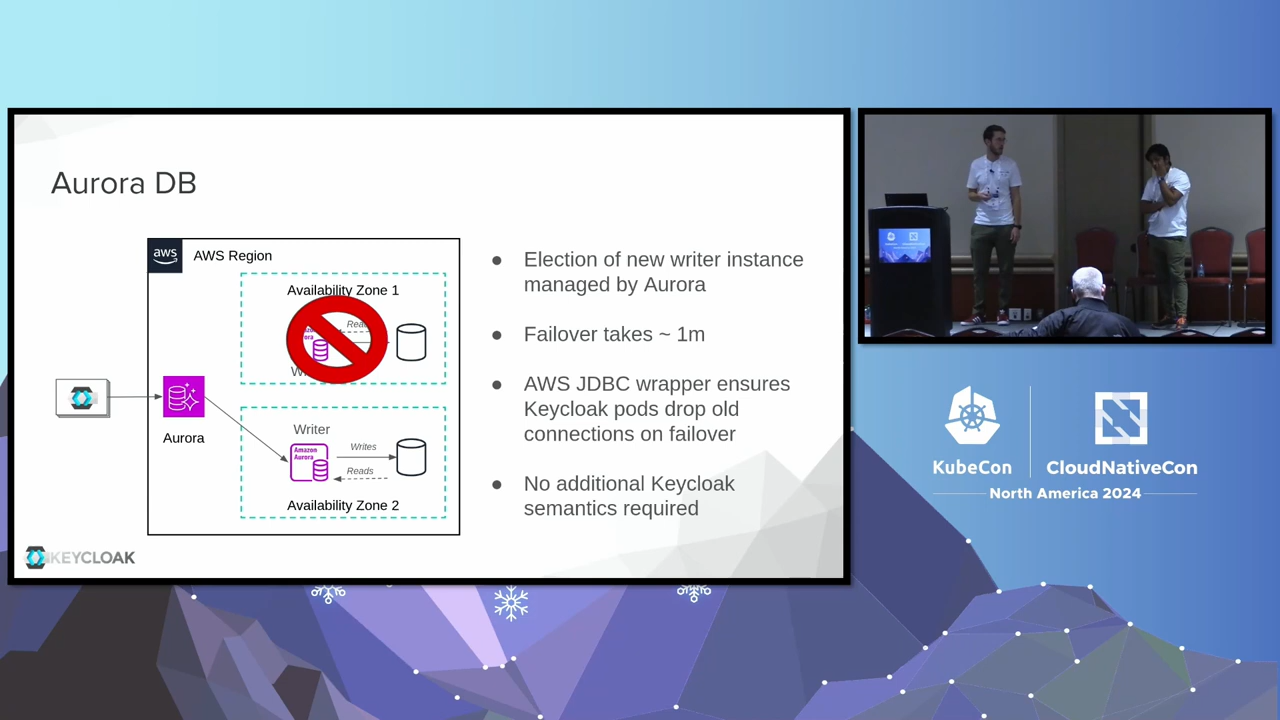 Aurora DB
aws
AWS Region
Availability Zone 1
Aurora
Writer
Amazon
Aurora
Writes
Reads
Availability Zone 2
● Election of new writer instance
managed by Aurora
● Failover takes ~ 1m
● AWS JDBC wrapper ensures
Keycloak pods drop old
connections on failover
● No additional Keycloak
semantics required
KEYCLOAK
KubeCon
CloudNativeCon
North America 2024